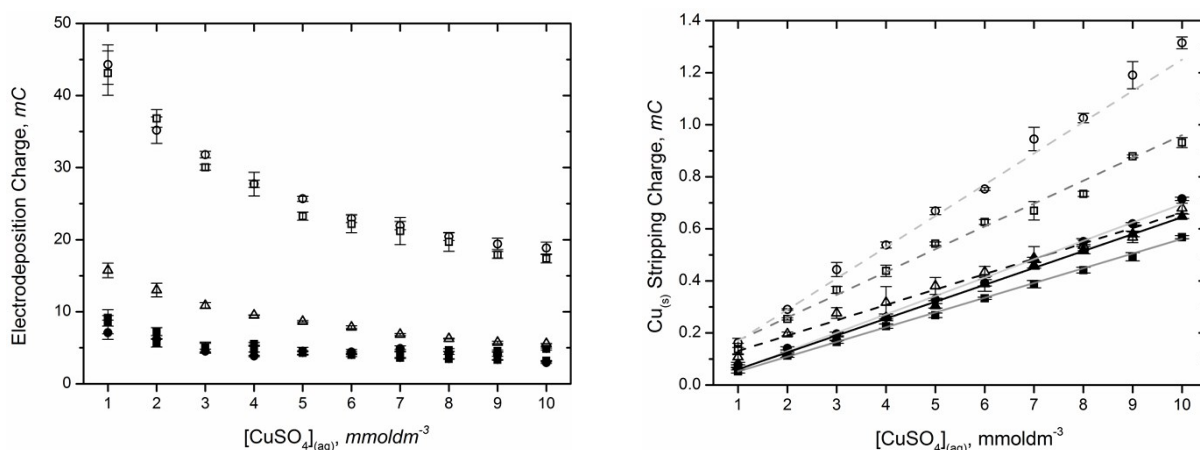 Electrodeposition Charge, mC
50
40
30
20
10
0
1 2 3 4 5 6 7 8 9 10
[CuSO4](aq), mmoldm-3
Cu(s) Stripping Charge, mC
1.4
1.2
1.0
0.8
0.6
0.4
0.2
0.0
1 2 3 4 5 6 7 8 9 10
[CuSO4](aq), mmoldm-3